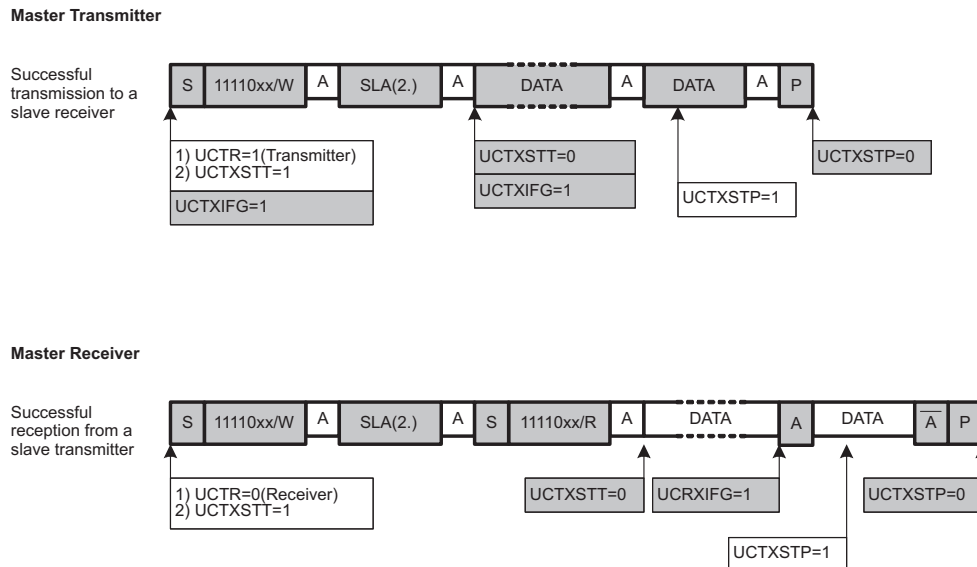 Master Transmitter
Successful
transmission to a
slave receiver
S 11110xx/W A SLA(2.) A DATA A DATA A P
1) UCTR=1(Transmitter)
2) UCTXSTT=1
UCTXIFG=1
UCTXSTT=0
UCTXIFG=1
UCTXSTP=1
UCTXSTP=0
Master Receiver
Successful
reception from a
slave transmitter
S 11110xx/W A SLA(2.) A S 11110xx/R A DATA A DATA A̅ P
1) UCTR=0(Receiver)
2) UCTXSTT=1
UCTXSTT=0
UCRXIFG=1
UCTXSTP=1
UCTXSTP=0